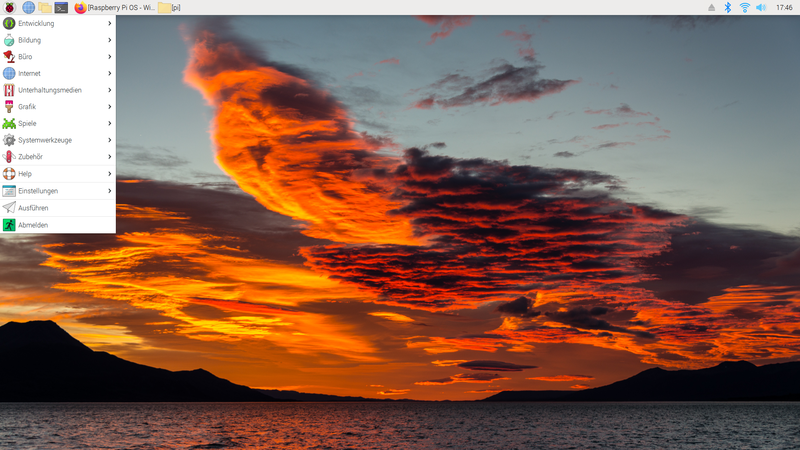 [Raspberry Pi OS - Wi...
[pi]
17:46
Entwicklung
Bildung
Büro
Internet
Unterhaltungsmedien
Grafik
Spiele
Systemwerkzeuge
Zubehör
Help
Einstellungen
Ausführen
Abmelden